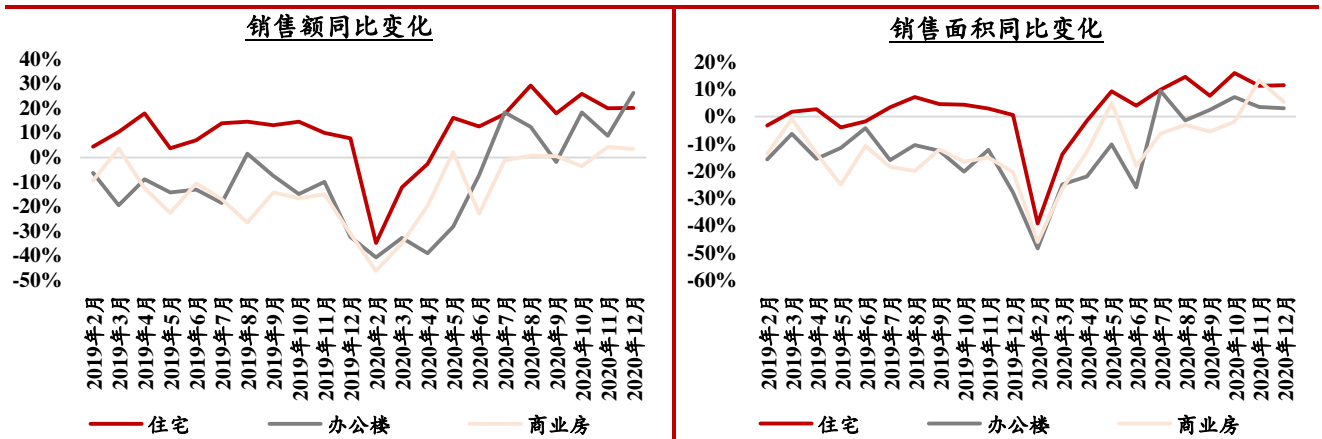 销售额同比变化
40%
30%
20%
10%
0%
-10%
-20%
-30%
-40%
-50%
2019年2月
2019年3月
2019年4月
2019年5月
2019年6月
2019年7月
2019年8月
2019年9月
2019年10月
2019年11月
2019年12月
2020年2月
2020年3月
2020年4月
2020年5月
2020年6月
2020年7月
2020年8月
2020年9月
2020年10月
2020年11月
2020年12月
住宅 办公楼 商业房
销售面积同比变化
20%
10%
0%
-10%
-20%
-30%
-40%
-50%
-60%
2019年2月
2019年3月
2019年4月
2019年5月
2019年6月
2019年7月
2019年8月
2019年9月
2019年10月
2019年11月
2019年12月
2020年2月
2020年3月
2020年4月
2020年5月
2020年6月
2020年7月
2020年8月
2020年9月
2020年10月
2020年11月
2020年12月
住宅 办公楼 商业房